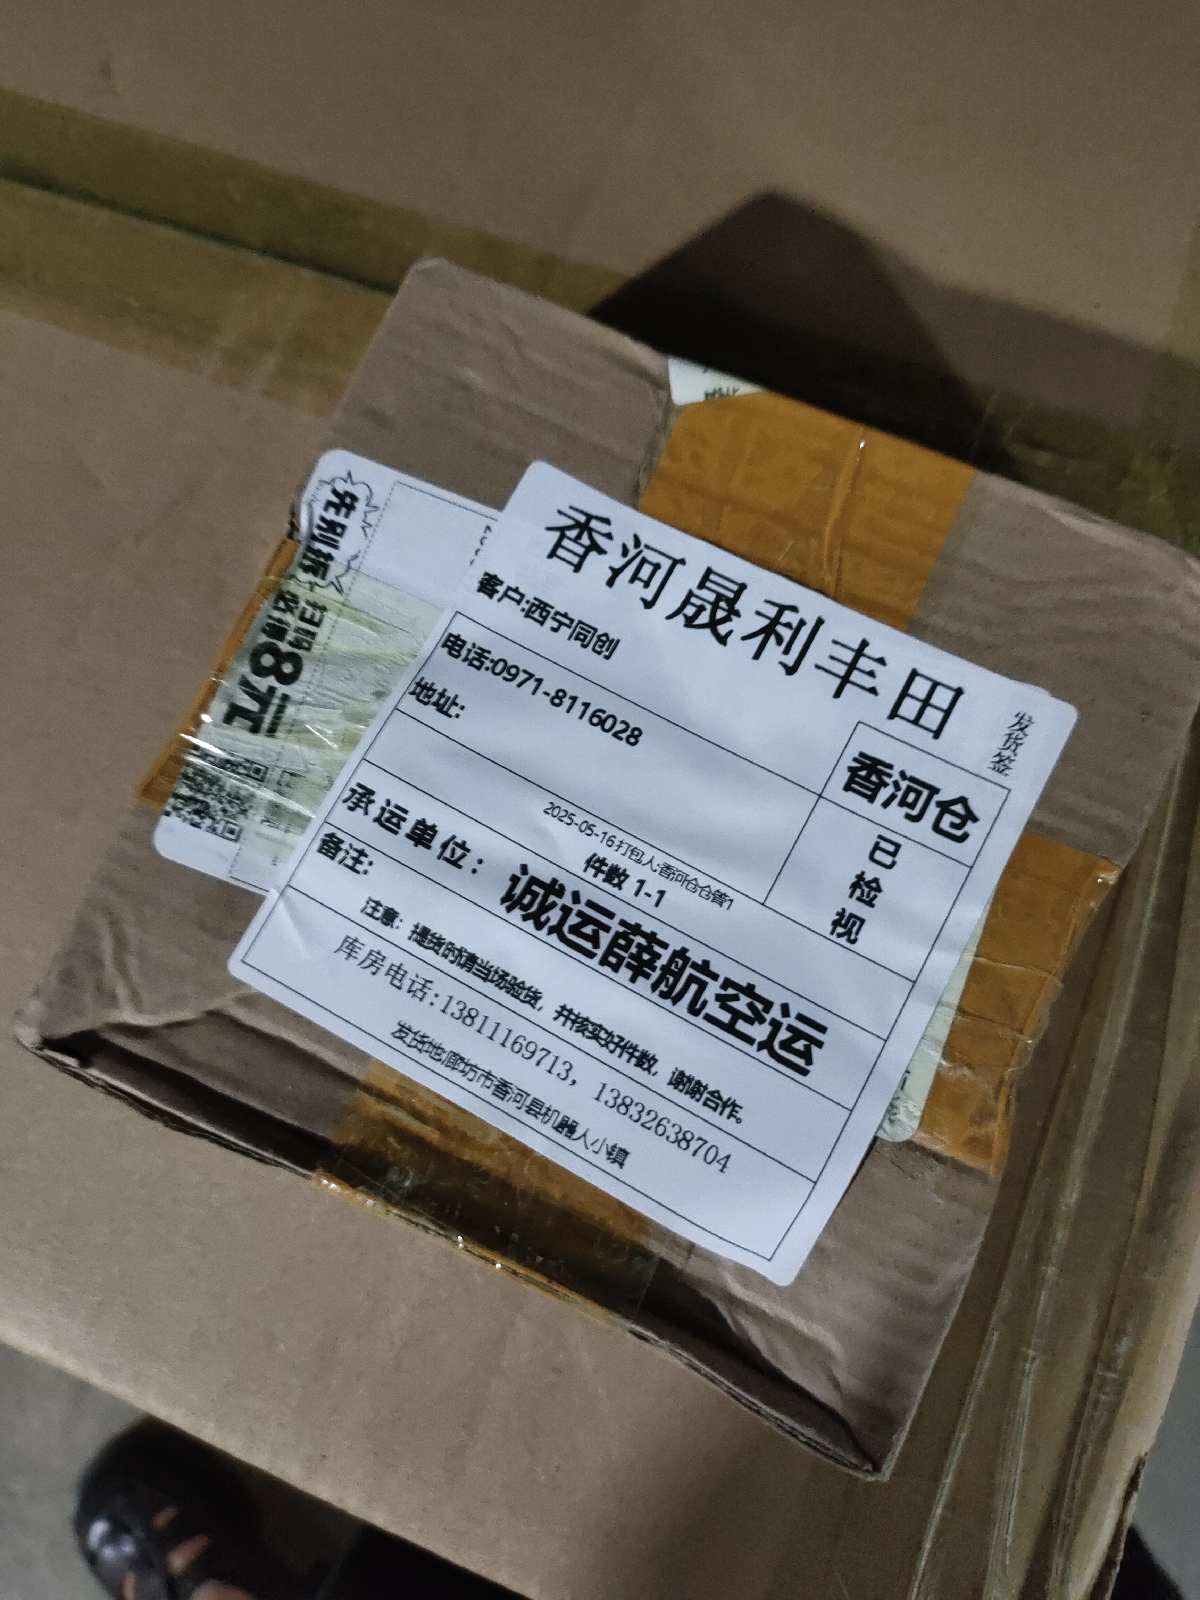 香河晟利丰田
发货签
客户:西宁同创
香河仓
电话:0971-8116028
地址:
已检视
2025-05-16 打包人:香河仓仓管1
件数 1-1
承运单位：诚运薛航空运
备注:
注意：提货时请当场验货，并核实好件数，谢谢合作。
库房电话:13811169713, 13832638704
发货地:廊坊市香河县机器人小镇
先别拆
扫码
必得8元